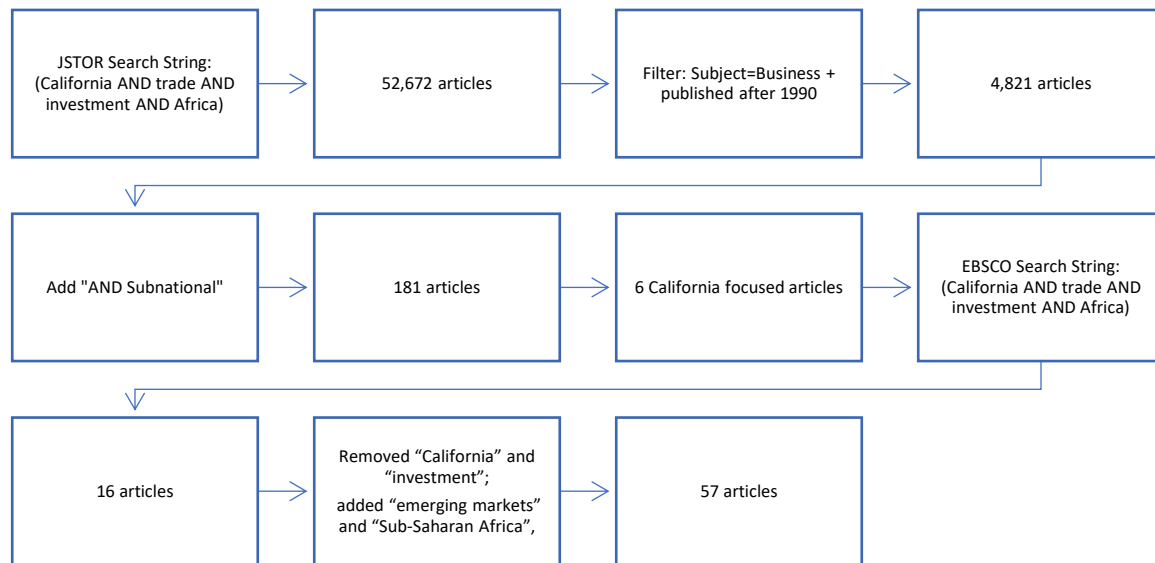 JSTOR Search String:
(California AND trade AND
investment AND Africa)
52,672 articles
Filter: Subject=Business +
published after 1990
4,821 articles
Add "AND Subnational"
181 articles
6 California focused articles
EBSCO Search String:
(California AND trade AND
investment AND Africa)
16 articles
Removed “California” and
“investment”;
added “emerging markets”
and “Sub-Saharan Africa”,
57 articles